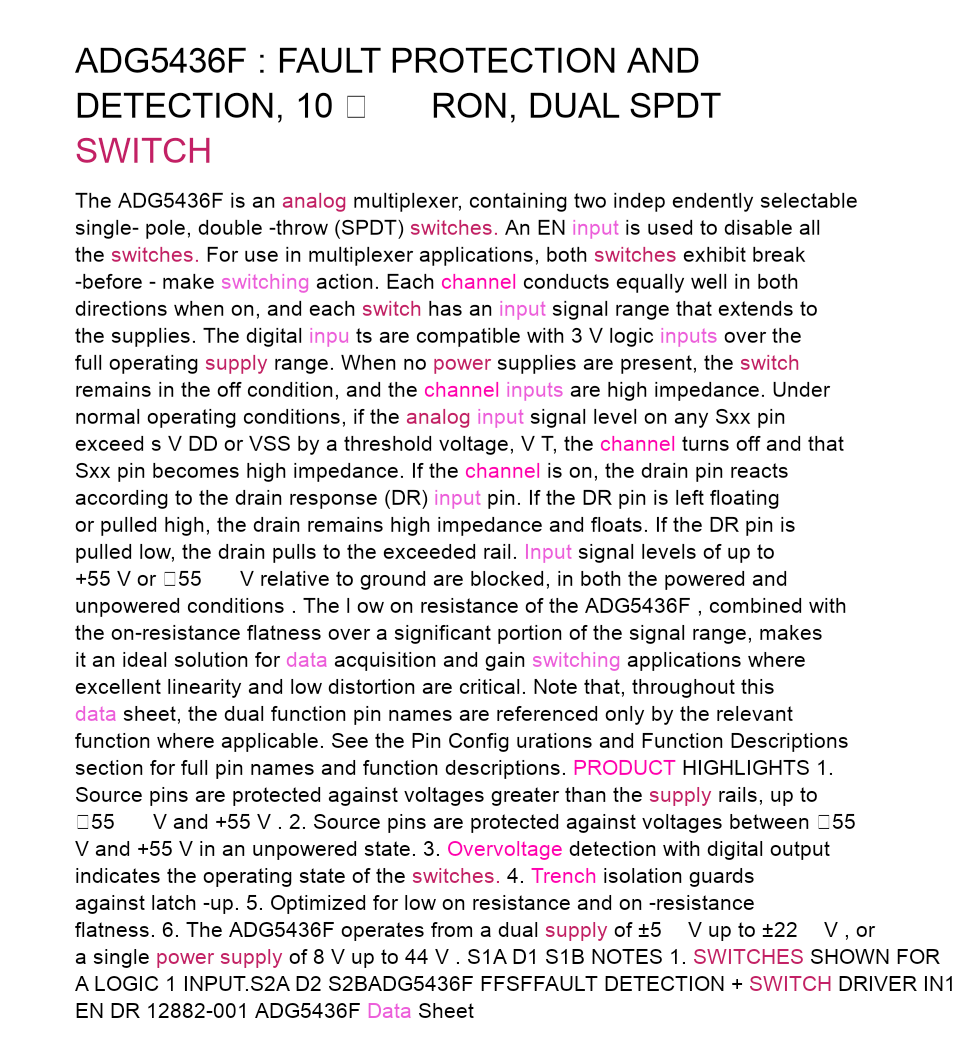 ADG5436F : FAULT PROTECTION AND
DETECTION, 10 □ RON, DUAL SPDT
SWITCH
The ADG5436F is an analog multiplexer, containing two indep endently selectable
single- pole, double -throw (SPDT) switches. An EN input is used to disable all
the switches. For use in multiplexer applications, both switches exhibit break
-before - make switching action. Each channel conducts equally well in both
directions when on, and each switch has an input signal range that extends to
the supplies. The digital inpu ts are compatible with 3 V logic inputs over the
full operating supply range. When no power supplies are present, the switch
remains in the off condition, and the channel inputs are high impedance. Under
normal operating conditions, if the analog input signal level on any Sxx pin
exceed s V DD or VSS by a threshold voltage, V T, the channel turns off and that
Sxx pin becomes high impedance. If the channel is on, the drain pin reacts
according to the drain response (DR) input pin. If the DR pin is left floating
or pulled high, the drain remains high impedance and floats. If the DR pin is
pulled low, the drain pulls to the exceeded rail. Input signal levels of up to
+55 V or □55 V relative to ground are blocked, in both the powered and
unpowered conditions . The l ow on resistance of the ADG5436F , combined with
the on-resistance flatness over a significant portion of the signal range, makes
it an ideal solution for data acquisition and gain switching applications where
excellent linearity and low distortion are critical. Note that, throughout this
data sheet, the dual function pin names are referenced only by the relevant
function where applicable. See the Pin Config urations and Function Descriptions
section for full pin names and function descriptions. PRODUCT HIGHLIGHTS 1.
Source pins are protected against voltages greater than the supply rails, up to
□55 V and +55 V . 2. Source pins are protected against voltages between □55
V and +55 V in an unpowered state. 3. Overvoltage detection with digital output
indicates the operating state of the switches. 4. Trench isolation guards
against latch -up. 5. Optimized for low on resistance and on -resistance
flatness. 6. The ADG5436F operates from a dual supply of ±5 V up to ±22 V , or
a single power supply of 8 V up to 44 V . S1A D1 S1B NOTES 1. SWITCHES SHOWN FOR
A LOGIC 1 INPUT.S2A D2 S2BADG5436F FFSFFAULT DETECTION + SWITCH DRIVER IN1
EN DR 12882-001 ADG5436F Data Sheet